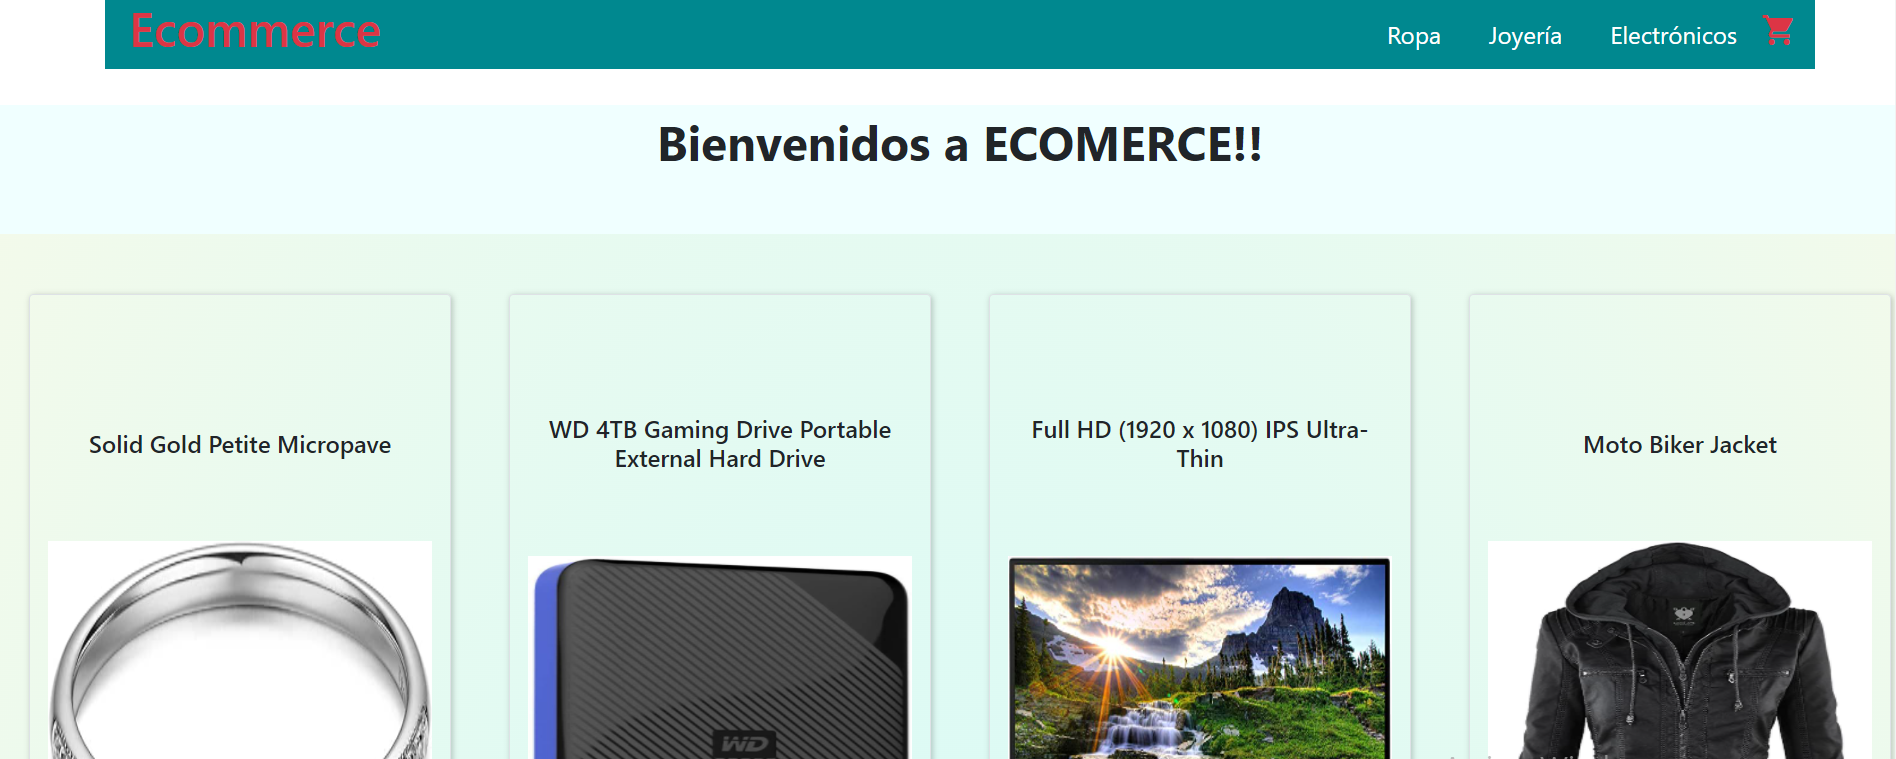 Ecommerce
Ropa
Joyería
Electrónicos
Bienvenidos a ECOMERCE!!
Solid Gold Petite Micropave
WD 4TB Gaming Drive Portable
External Hard Drive
Full HD (1920 x 1080) IPS Ultra-
Thin
Moto Biker Jacket
WD